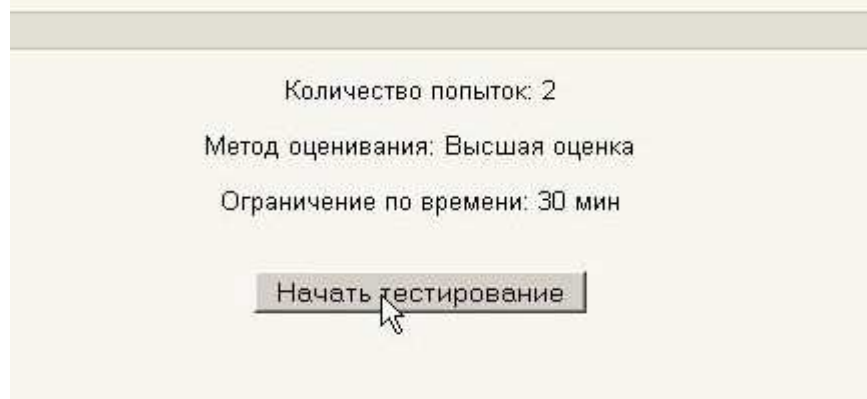 Количество попыток: 2
Метод оценивания: Высшая оценка
Ограничение по времени: 30 мин
Начать тестирование